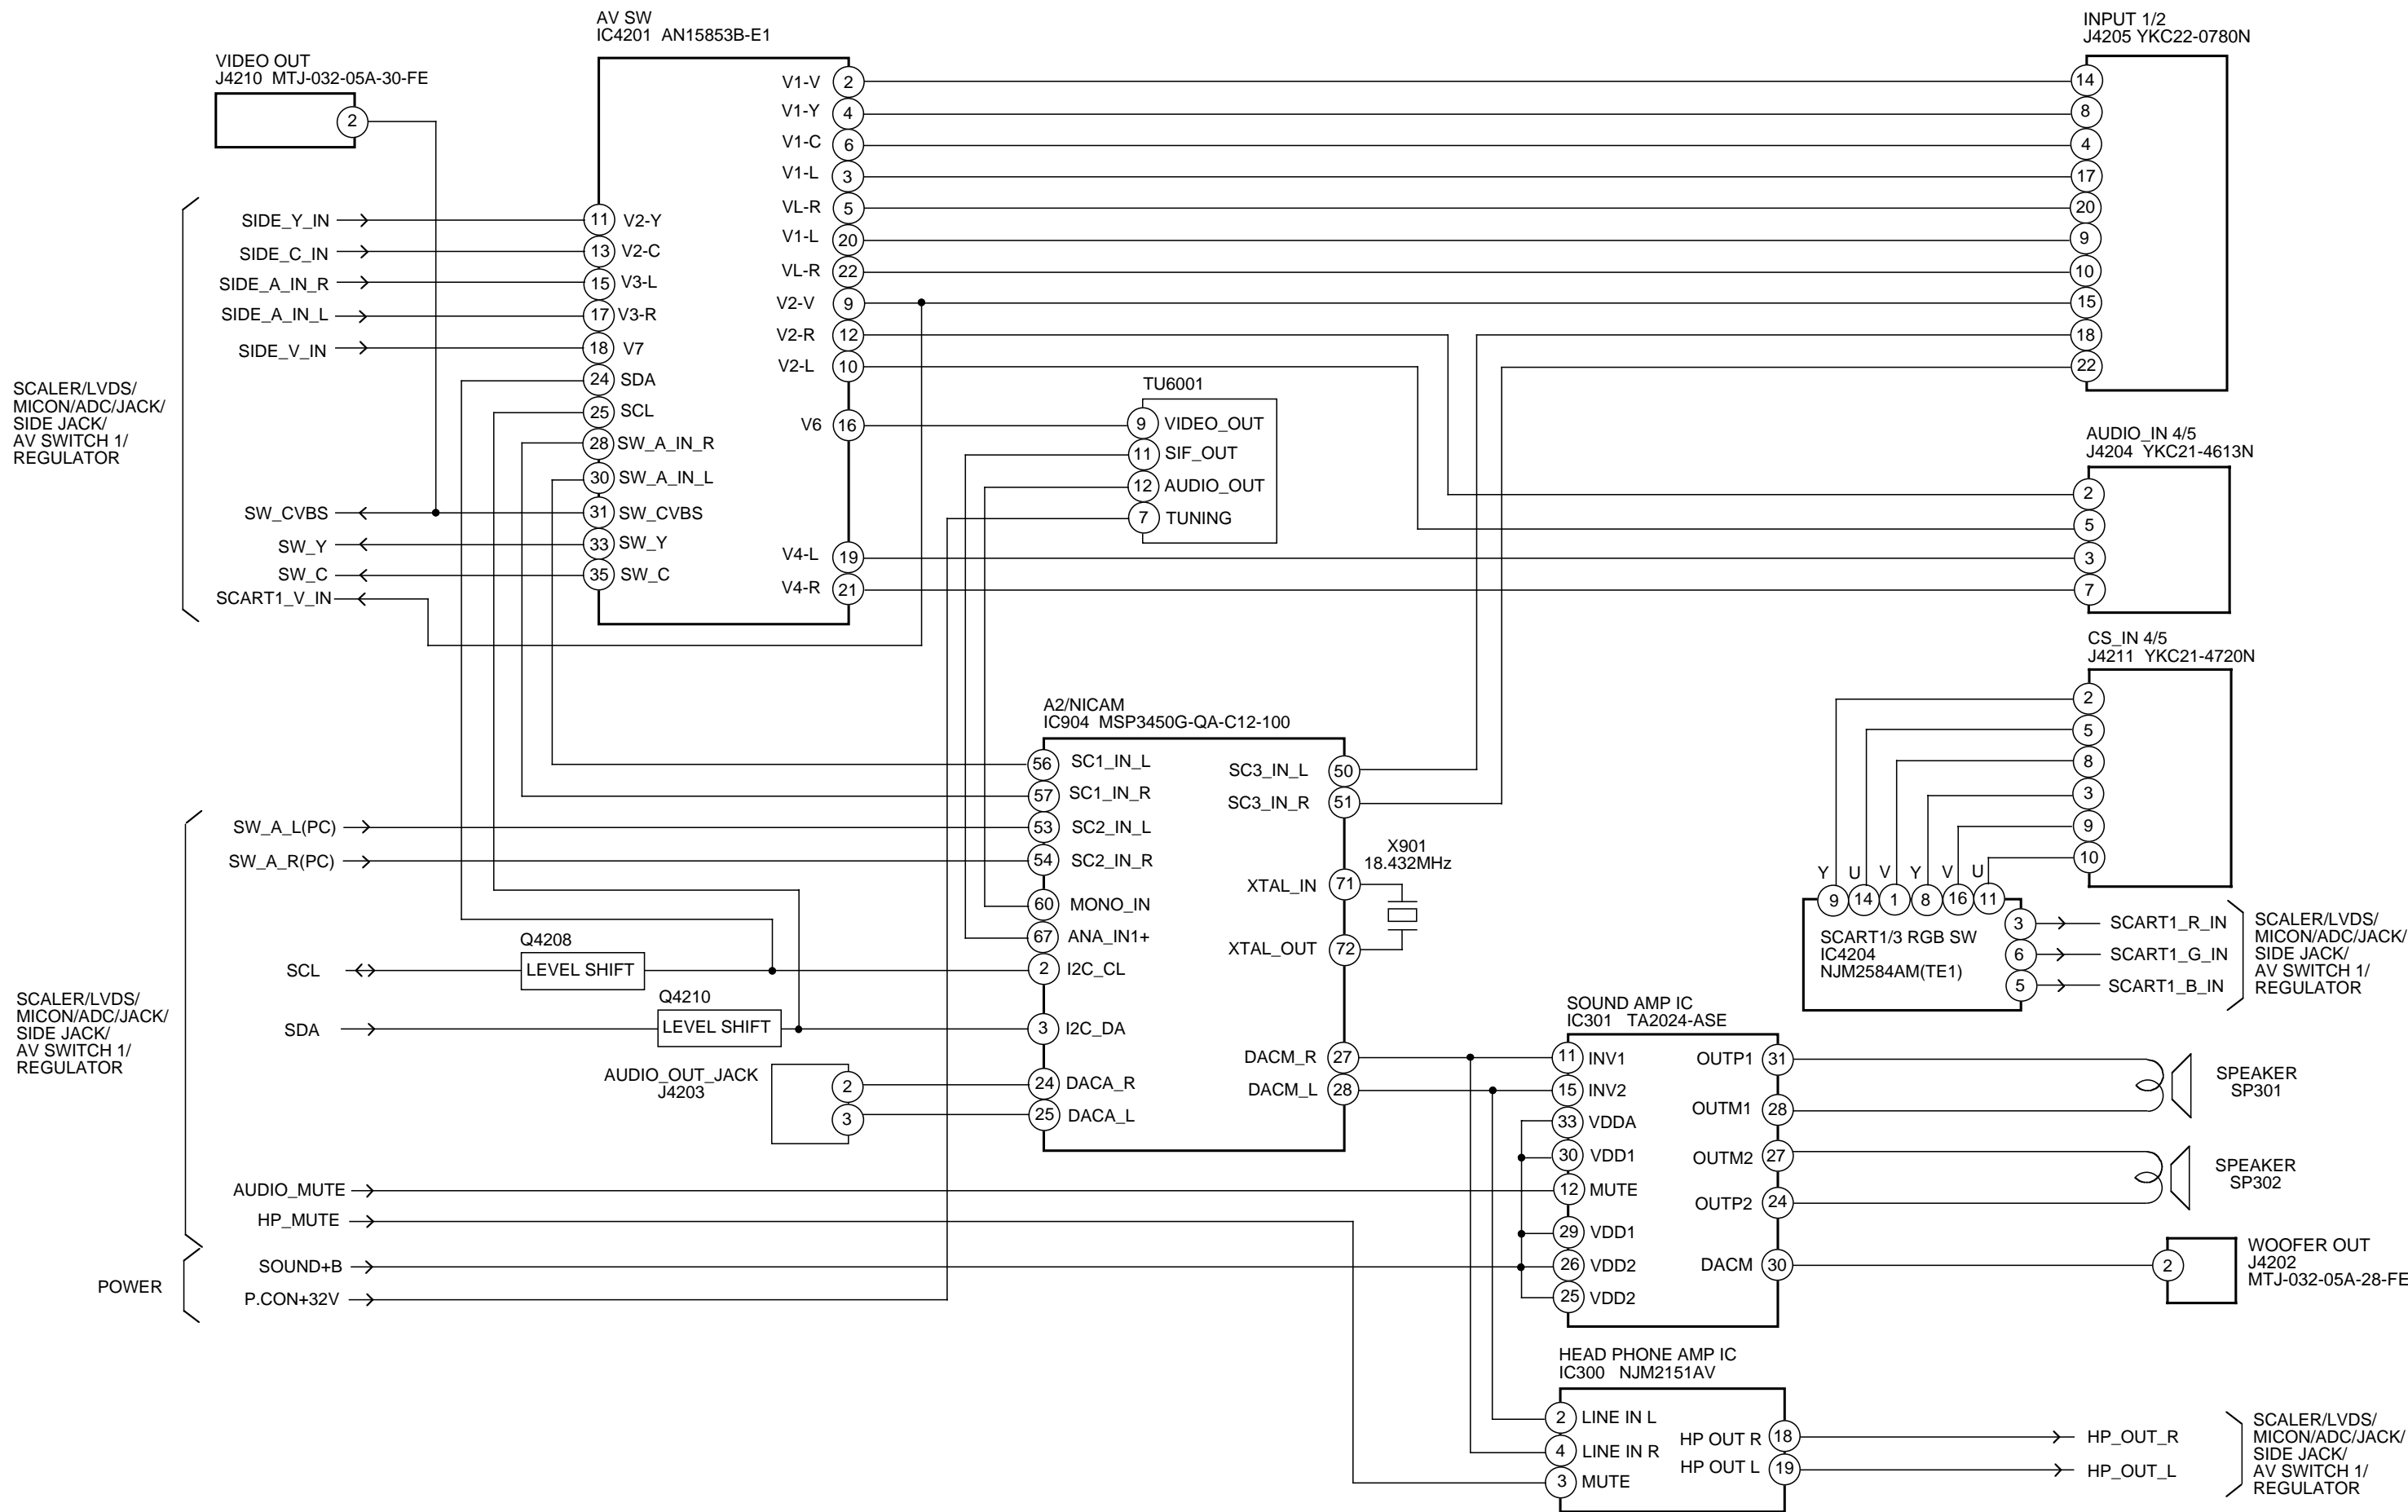 AV SW
IC4201 AN15853B-E1
VIDEO OUT
J4210 MTJ-032-05A-30-FE
2
INPUT 1/2
J4205 YKC22-0780N
V1-V 2
V1-Y 4
V1-C 6
V1-L 3
VL-R 5
V1-L 20
VL-R 22
V2-V 9
V2-R 12
V2-L 10
V6 16
V4-L 19
V4-R 21
14
8
4
17
20
9
10
15
18
22
SCALER/LVDS/
MICON/ADC/JACK/
SIDE JACK/
AV SWITCH 1/
REGULATOR
SIDE_Y_IN
SIDE_C_IN
SIDE_A_IN_R
SIDE_A_IN_L
SIDE_V_IN
SW_CVBS
SW_Y
SW_C
SCART1_V_IN
11 V2-Y
13 V2-C
15 V3-L
17 V3-R
18 V7
24 SDA
25 SCL
28 SW_A_IN_R
30 SW_A_IN_L
31 SW_CVBS
33 SW_Y
35 SW_C
TU6001
9 VIDEO_OUT
11 SIF_OUT
12 AUDIO_OUT
7 TUNING
AUDIO_IN 4/5
J4204 YKC21-4613N
2
5
3
7
CS_IN 4/5
J4211 YKC21-4720N
2
5
8
3
9
10
Y U V Y V U
9 14 1 8 16 11
SCART1/3 RGB SW
IC4204
NJM2584AM(TE1)
3 SCART1_R_IN
6 SCART1_G_IN
5 SCART1_B_IN
SCALER/LVDS/
MICON/ADC/JACK/
SIDE JACK/
AV SWITCH 1/
REGULATOR
A2/NICAM
IC904 MSP3450G-QA-C12-100
56 SC1_IN_L
57 SC1_IN_R
53 SC2_IN_L
54 SC2_IN_R
60 MONO_IN
67 ANA_IN1+
2 I2C_CL
3 I2C_DA
24 DACA_R
25 DACA_L
SC3_IN_L 50
SC3_IN_R 51
XTAL_IN 71
XTAL_OUT 72
DACM_R 27
DACM_L 28
X901
18.432MHz
SW_A_L(PC)
SW_A_R(PC)
SCL
SDA
Q4208
LEVEL SHIFT
Q4210
LEVEL SHIFT
AUDIO_OUT_JACK
J4203
2
3
SCALER/LVDS/
MICON/ADC/JACK/
SIDE JACK/
AV SWITCH 1/
REGULATOR
AUDIO_MUTE
HP_MUTE
POWER
SOUND+B
P.CON+32V
SOUND AMP IC
IC301 TA2024-ASE
11 INV1
15 INV2
33 VDDA
30 VDD1
12 MUTE
29 VDD1
26 VDD2
25 VDD2
OUTP1 31
OUTM1 28
OUTM2 27
OUTP2 24
DACM 30
SPEAKER
SP301
SPEAKER
SP302
2
WOOFER OUT
J4202
MTJ-032-05A-28-FE
HEAD PHONE AMP IC
IC300 NJM2151AV
2 LINE IN L
4 LINE IN R
3 MUTE
HP OUT R 18
HP OUT L 19
HP_OUT_R
HP_OUT_L
SCALER/LVDS/
MICON/ADC/JACK/
SIDE JACK/
AV SWITCH 1/
REGULATOR